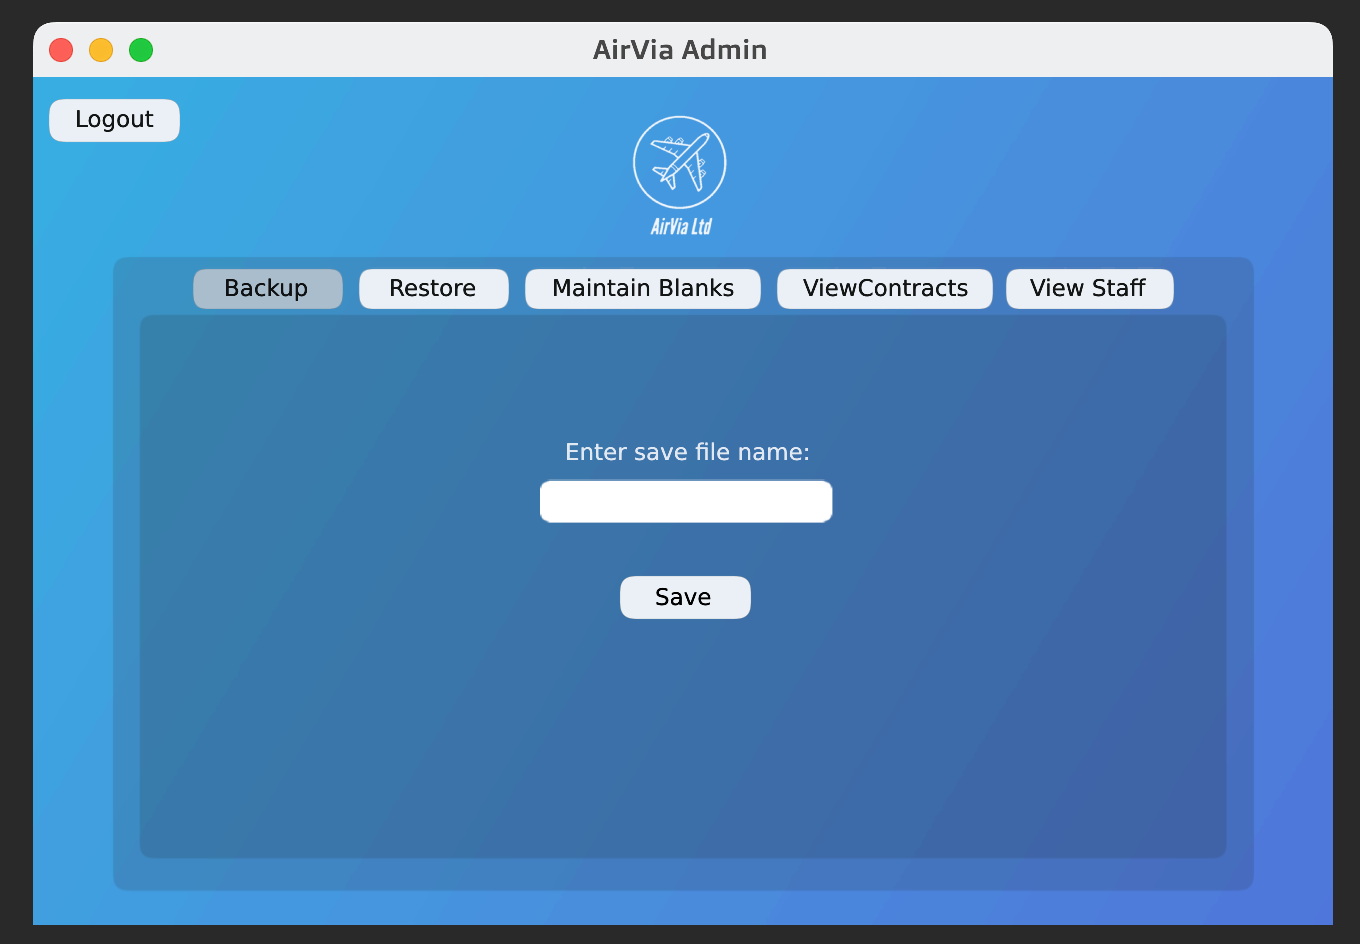 AirVia Admin
Logout
AirVia Ltd
Backup Restore Maintain Blanks ViewContracts View Staff
Enter save file name:
Save